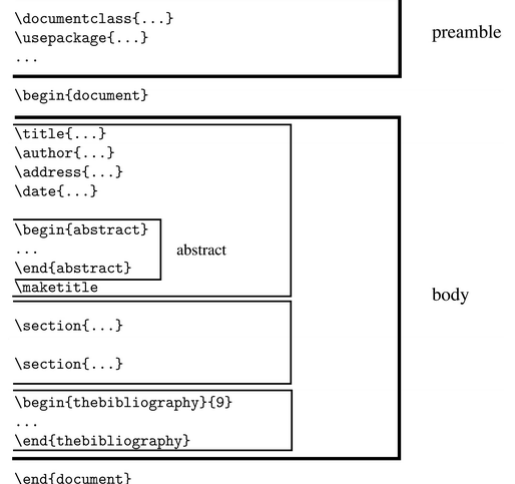 \documentclass{...}
\usepackage{...}
...
preamble
\begin{document}
\title{...}
\author{...}
\address{...}
\date{...}
\begin{abstract}
...
\end{abstract}
abstract
\maketitle
\section{...}
\section{...}
\begin{thebibliography}{9}
...
\end{thebibliography}
body
\end{document}